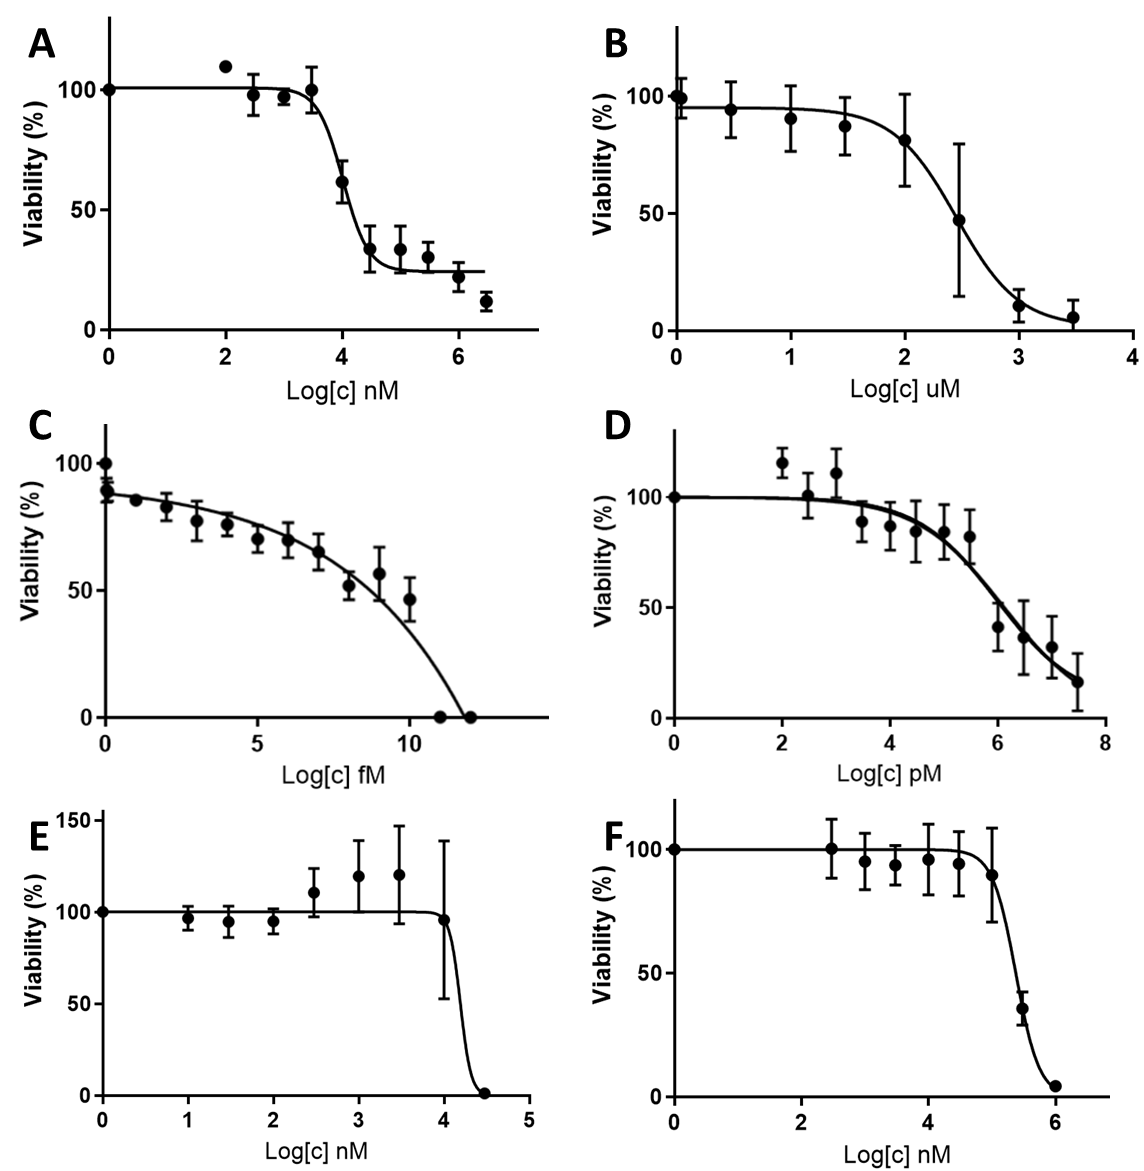 A
Viability (%)
100
50
0
0 2 4 6
Log[c] nM
B
Viability (%)
100
50
0
0 1 2 3 4
Log[c] uM
C
Viability (%)
100
50
0
0 5 10
Log[c] fM
D
Viability (%)
100
50
0
0 2 4 6 8
Log[c] pM
E
Viability (%)
150
100
50
0
0 1 2 3 4 5
Log[c] nM
F
Viability (%)
100
50
0
0 2 4 6
Log[c] nM